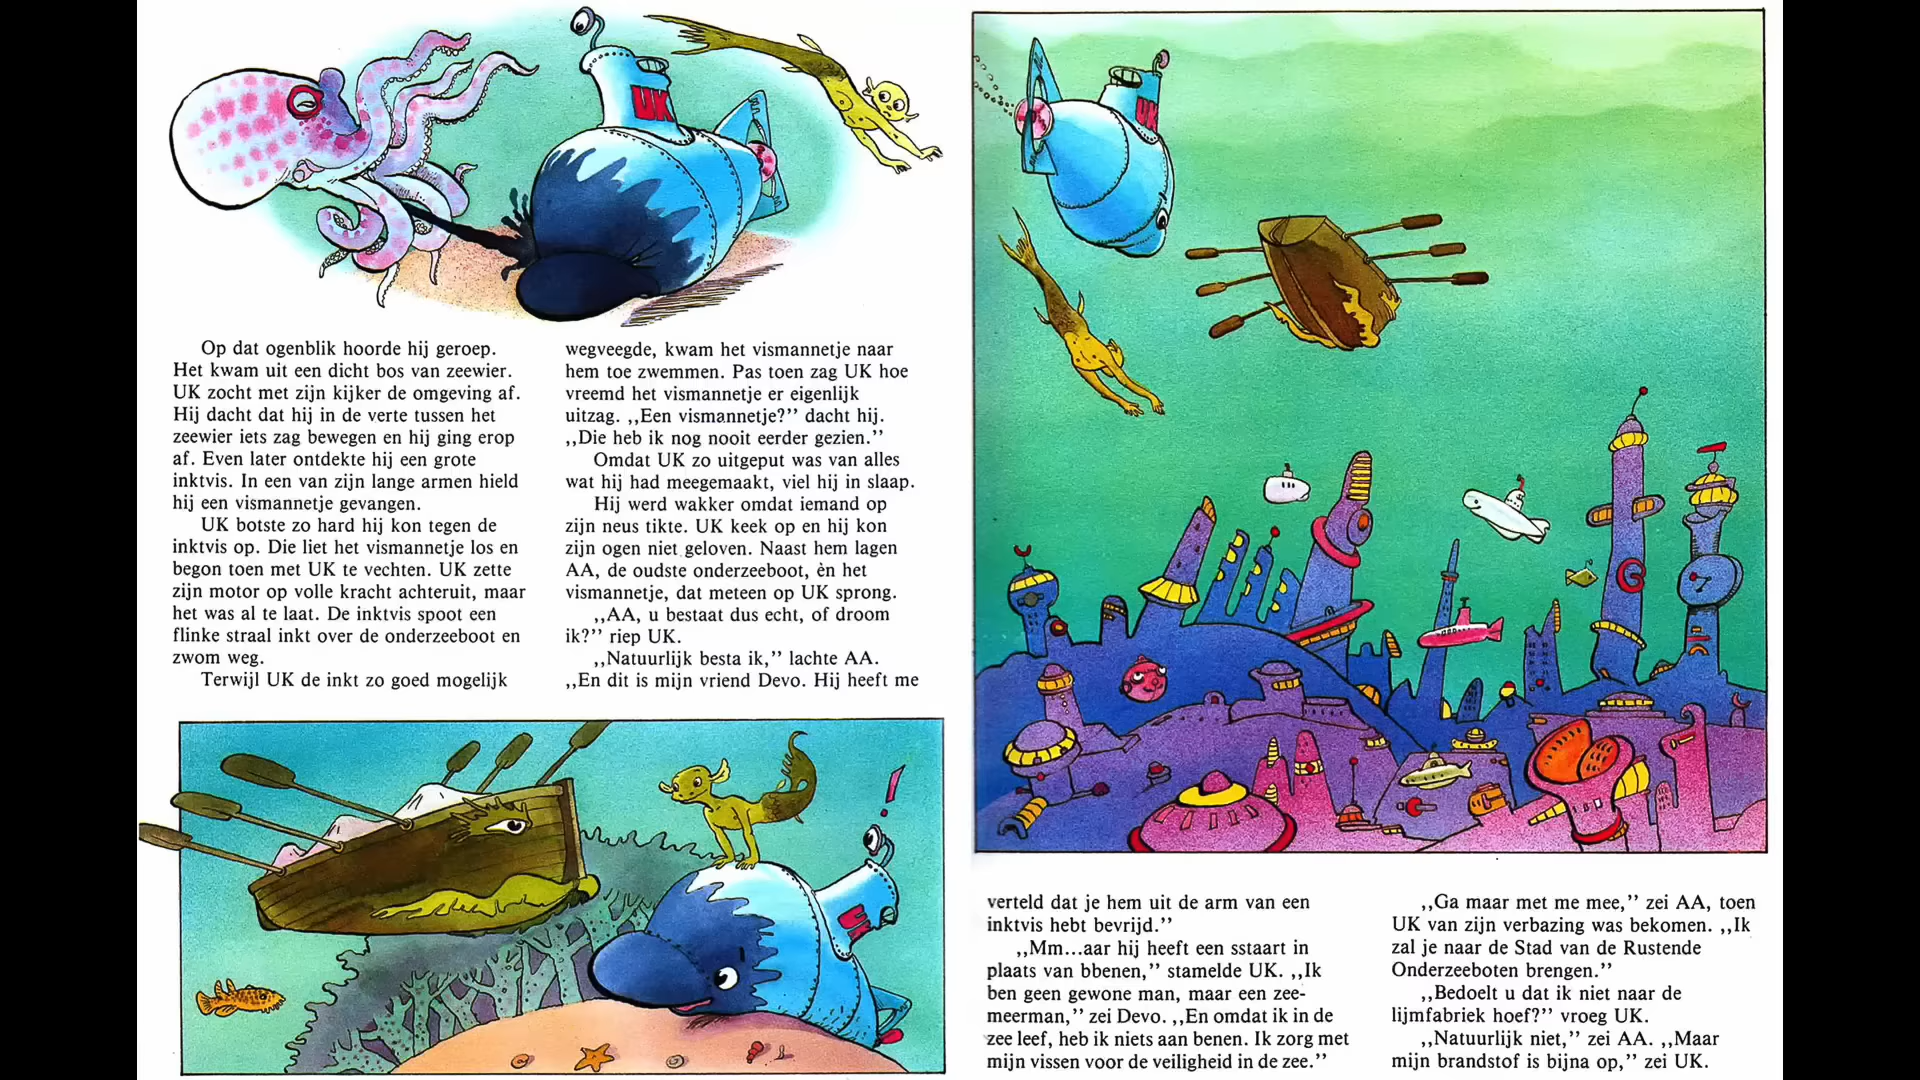 UK
Op dat ogenblik hoorde hij geroep.
Het kwam uit een dicht bos van zeewier.
UK zocht met zijn kijker de omgeving af.
Hij dacht dat hij in de verte tussen het
zeewier iets zag bewegen en hij ging erop
af. Even later ontdekte hij een grote
inktvis. In een van zijn lange armen hield
hij een vismannetje gevangen.
UK botste zo hard hij kon tegen de
inktvis op. Die liet het vismannetje los en
begon toen met UK te vechten. UK zette
zijn motor op volle kracht achteruit, maar
het was al te laat. De inktvis spoot een
flinke straal inkt over de onderzeeboot en
zwom weg.
Terwijl UK de inkt zo goed mogelijk
wegveegde, kwam het vismannetje naar
hem toe zwemmen. Pas toen zag UK hoe
vreemd het vismannetje er eigenlijk
uitzag. ,,Een vismannetje?’’ dacht hij.
,,Die heb ik nog nooit eerder gezien.’’
Omdat UK zo uitgeput was van alles
wat hij had meegemaakt, viel hij in slaap.
Hij werd wakker omdat iemand op
zijn neus tikte. UK keek op en hij kon
zijn ogen niet geloven. Naast hem lagen
AA, de oudste onderzeeboot, èn het
vismannetje, dat meteen op UK sprong.
,,AA, u bestaat dus echt, of droom
ik?’’ riep UK.
,,Natuurlijk besta ik,’’ lachte AA.
,,En dit is mijn vriend Devo. Hij heeft me
!
UK
UK
verteld dat je hem uit de arm van een
inktvis hebt bevrijd.’’
,,Mm...aar hij heeft een sstaart in
plaats van bbenen,’’ stamelde UK. ,,Ik
ben geen gewone man, maar een zee-
meerman,’’ zei Devo. ,,En omdat ik in de
zee leef, heb ik niets aan benen. Ik zorg met
mijn vissen voor de veiligheid in de zee.’’
,,Ga maar met me mee,’’ zei AA, toen
UK van zijn verbazing was bekomen. ,,Ik
zal je naar de Stad van de Rustende
Onderzeeboten brengen.’’
,,Bedoelt u dat ik niet naar de
lijmfabriek hoef?’’ vroeg UK.
,,Natuurlijk niet,’’ zei AA. ,,Maar
mijn brandstof is bijna op,’’ zei UK.